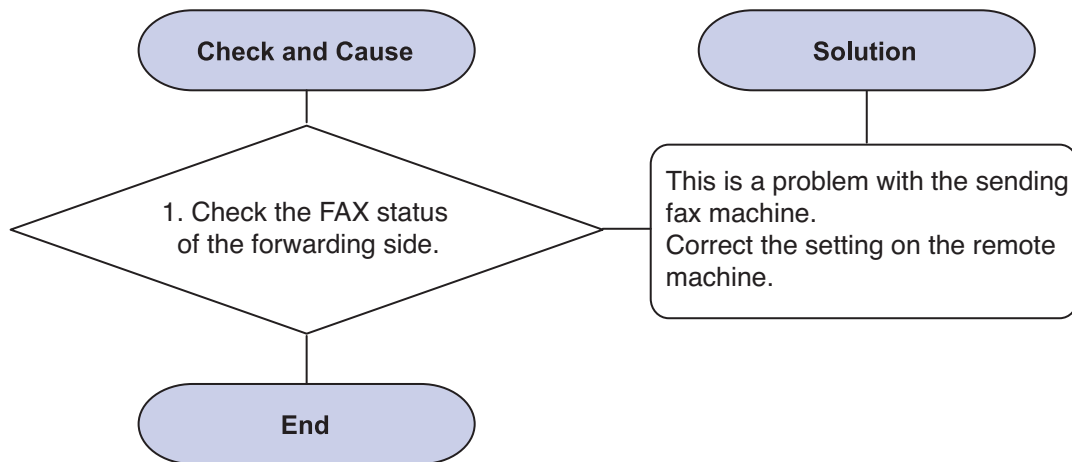 Check and Cause
Solution
1. Check the FAX status
of the forwarding side.
This is a problem with the sending
fax machine.
Correct the setting on the remote
machine.
End